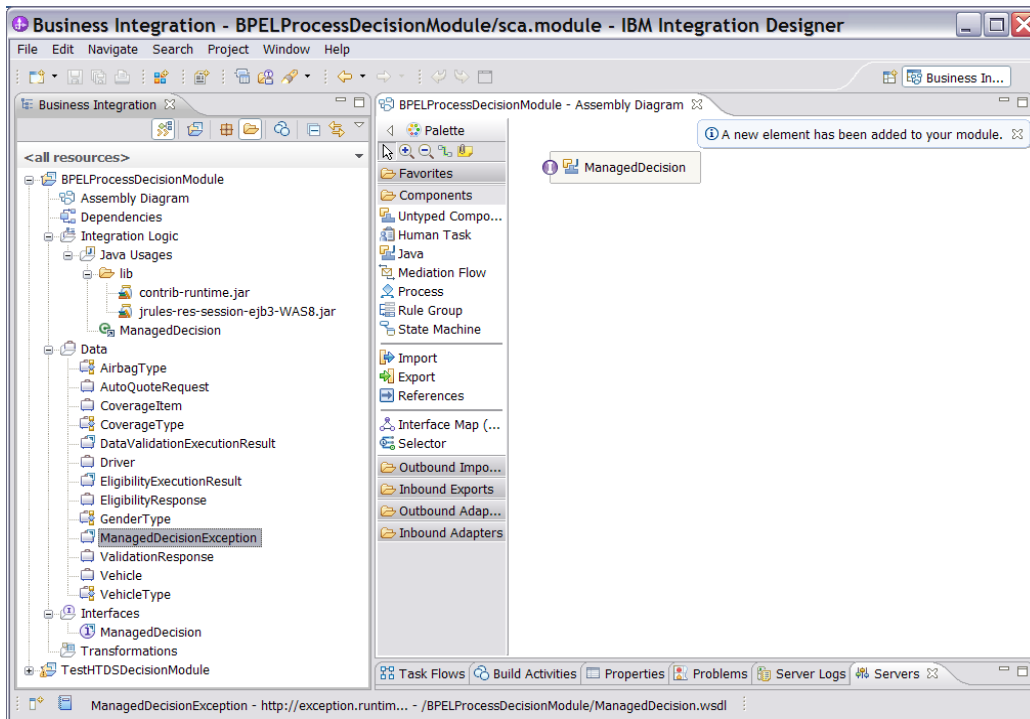 Business Integration - BPELProcessDecisionModule/sca.module - IBM Integration Designer
File Edit Navigate Search Project Window Help
Business In...
Business Integration
<all resources>
BPELProcessDecisionModule
Assembly Diagram
Dependencies
Integration Logic
Java Usages
lib
contrib-runtime.jar
jrules-res-session-ejb3-WAS8.jar
ManagedDecision
Data
AirbagType
AutoQuoteRequest
CoverageItem
CoverageType
DataValidationExecutionResult
Driver
EligibilityExecutionResult
EligibilityResponse
GenderType
ManagedDecisionException
ValidationResponse
Vehicle
VehicleType
Interfaces
ManagedDecision
Transformations
TestHTDSDecisionModule
BPELProcessDecisionModule - Assembly Diagram
Palette
Favorites
Components
Untyped Compo...
Human Task
Java
Mediation Flow
Process
Rule Group
State Machine
Import
Export
References
Interface Map (...
Selector
Outbound Impo...
Inbound Exports
Outbound Adap...
Inbound Adapters
A new element has been added to your module.
ManagedDecision
Task Flows Build Activities Properties Problems Server Logs Servers
ManagedDecisionException - http://exception.runtim... - /BPELProcessDecisionModule/ManagedDecision.wsdl